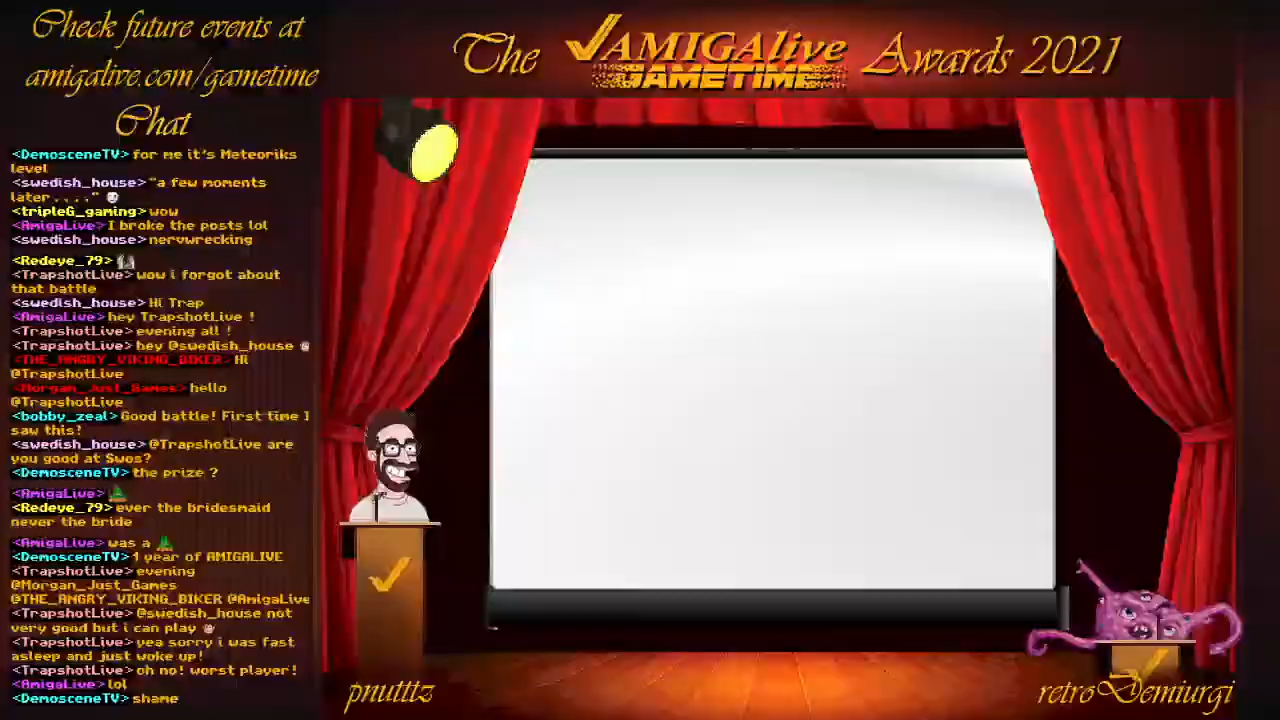 Check future events at
amigalive.com/gametime
Chat
The AMIGAlive Awards 2021
GAMETIME
<DemosceneTV> for me it's Meteoriks
level
<swedish_house> "a few moments
later . . . ."
<tripleG_gaming> wow
<AmigaLive> I broke the posts lol
<swedish_house> nervwrecking
<Redeye_79>
<TrapshotLive> wow i forgot about
that battle
<swedish_house> Hi Trap
<AmigaLive> hey TrapshotLive !
<TrapshotLive> evening all !
<TrapshotLive> hey @swedish_house
<THE_ANGRY_VIKING_BIKER> Hi
@TrapshotLive
<Morgan_Just_Games> hello
@TrapshotLive
<bobby_zeal> Good battle! First time I
saw this?
<swedish_house> @TrapshotLive are
you good at Swos?
<DemosceneTV> the prize ?
<AmigaLive>
<Redeye_79> ever the bridesmaid
never the bride
<AmigaLive> was a
<DemosceneTV> 1 year of AMIGALIVE
<TrapshotLive> evening
@Morgan_Just_Games
@THE_ANGRY_VIKING_BIKER @AmigaLive
<TrapshotLive> @swedish_house not
very good but i can play
<TrapshotLive> yea sorry i was fast
asleep and just woke up!
<TrapshotLive> oh no! worst player!
<AmigaLive> lol
<DemosceneTV> shame
pnutttz
retroDemiurgi